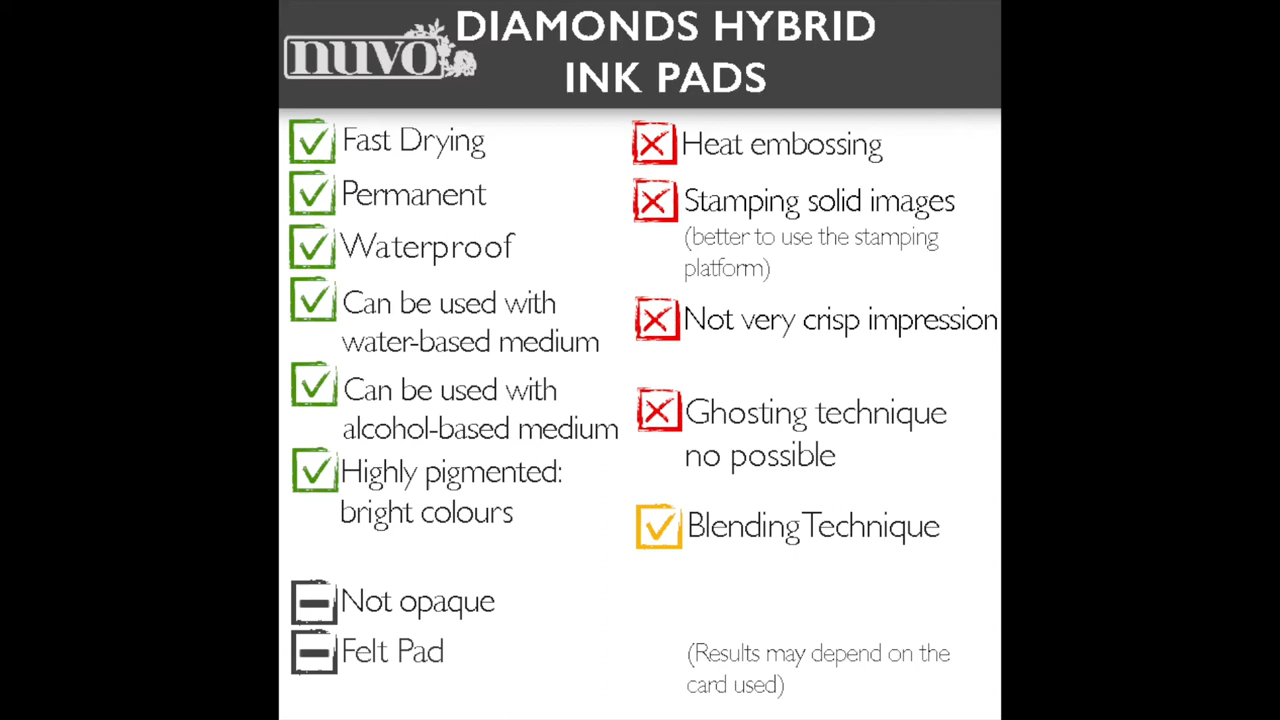 nuvo
DIAMONDS HYBRID
INK PADS
Fast Drying
Permanent
Waterproof
Can be used with
water-based medium
Can be used with
alcohol-based medium
Highly pigmented:
bright colours
Not opaque
Felt Pad
Heat embossing
Stamping solid images
(better to use the stamping
platform)
Not very crisp impression
Ghosting technique
no possible
Blending Technique
(Results may depend on the
card used)